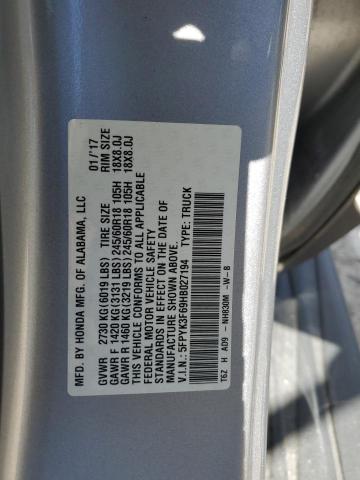 MFD. BY HONDA MFG. OF ALABAMA, LLC 01/'17
GVWR 2730 KG(6019 LBS) TIRE SIZE RIM SIZE
GAWR F 1420 KG(3131 LBS) 245/60R18 105H 18X8.0J
GAWR R 1460 KG(3219 LBS) 245/60R18 105H 18X8.0J
THIS VEHICLE CONFORMS TO ALL APPLICABLE
FEDERAL MOTOR VEHICLE SAFETY
STANDARDS IN EFFECT ON THE DATE OF
MANUFACTURE SHOWN ABOVE.
V.I.N.: 5FPYK3F69HB027194 TYPE: TRUCK
T6Z H AD9 - NH830M -W-B